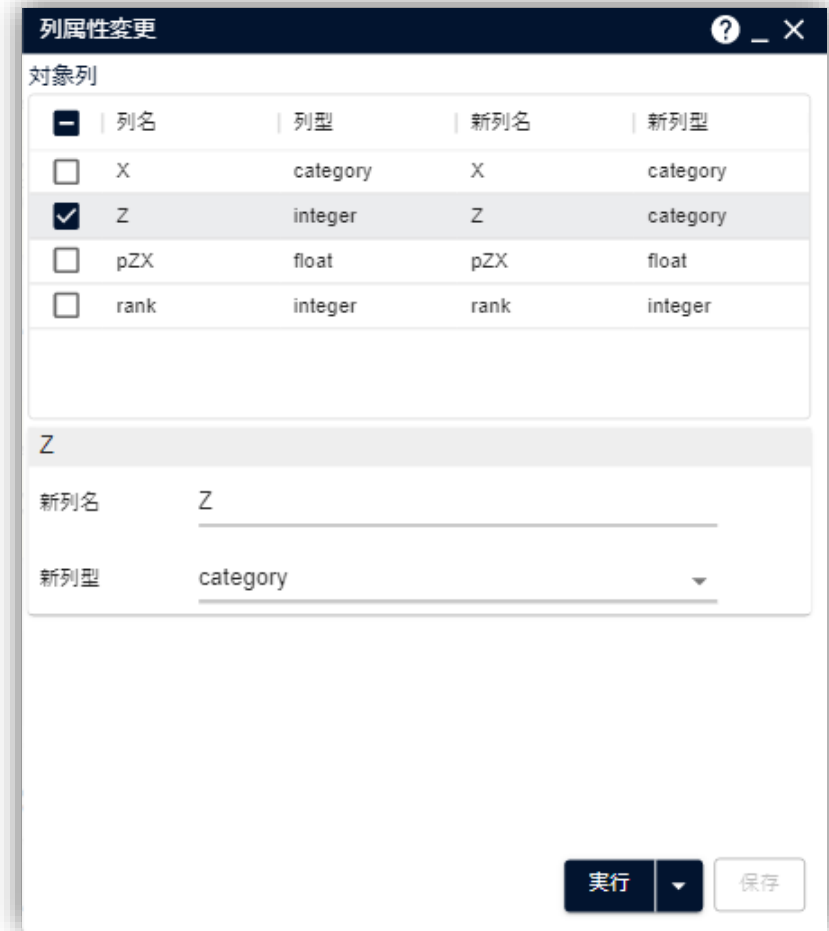 列属性変更
対象列
列名 列型 新列名 新列型
X category X category
Z integer Z category
pZX float pZX float
rank integer rank integer
Z
新列名 Z
新列型 category
実行 保存